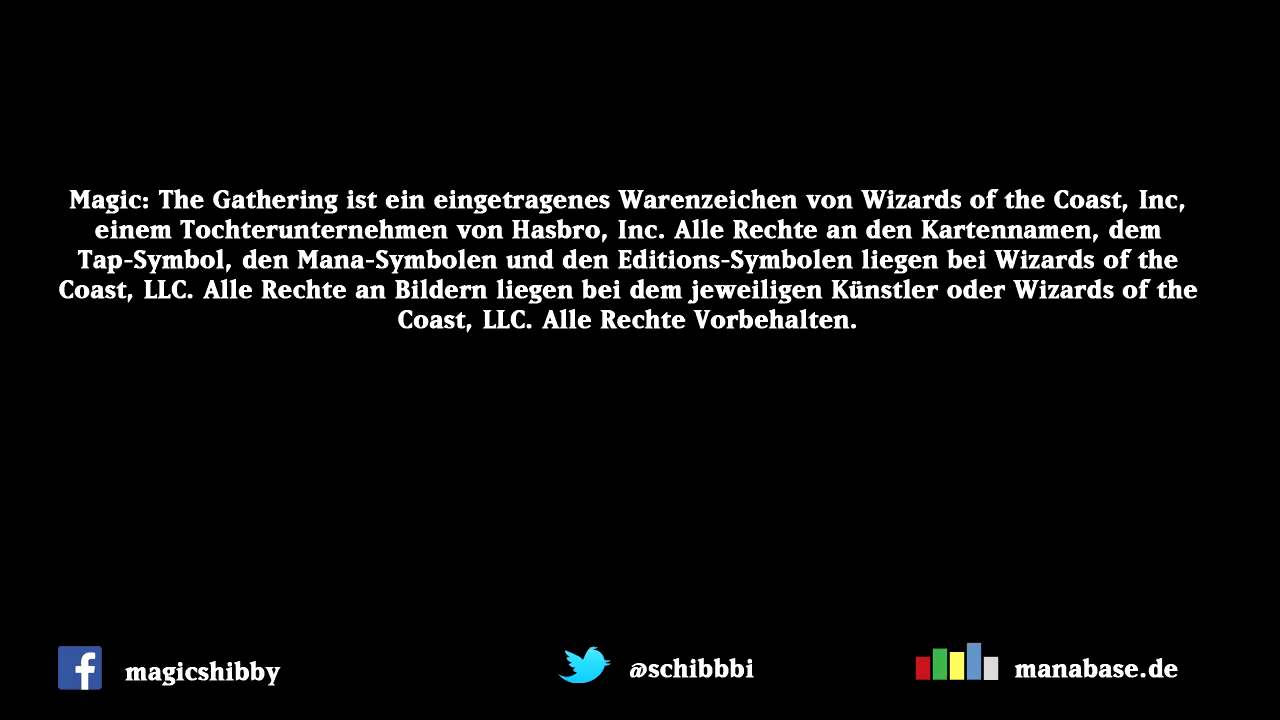 Magic: The Gathering ist ein eingetragenes Warenzeichen von Wizards of the Coast, Inc,
einem Tochterunternehmen von Hasbro, Inc. Alle Rechte an den Kartennamen, dem
Tap-Symbol, den Mana-Symbolen und den Editions-Symbolen liegen bei Wizards of the
Coast, LLC. Alle Rechte an Bildern liegen bei dem jeweiligen Künstler oder Wizards of the
Coast, LLC. Alle Rechte Vorbehalten.
f magicshibby
@schibbbi
manabase.de